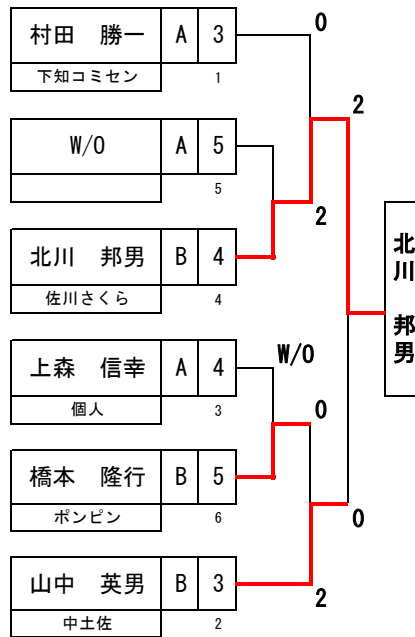 村田 勝一 A 3
下知コミセン 1
0
2
W/O A 5
5
2
北川 邦男 B 4
佐川さくら 4
北川 邦男
上森 信幸 A 4
個人 3
W/O
0
橋本 隆行 B 5
ポンピン 6
0
山中 英男 B 3
中土佐 2
2